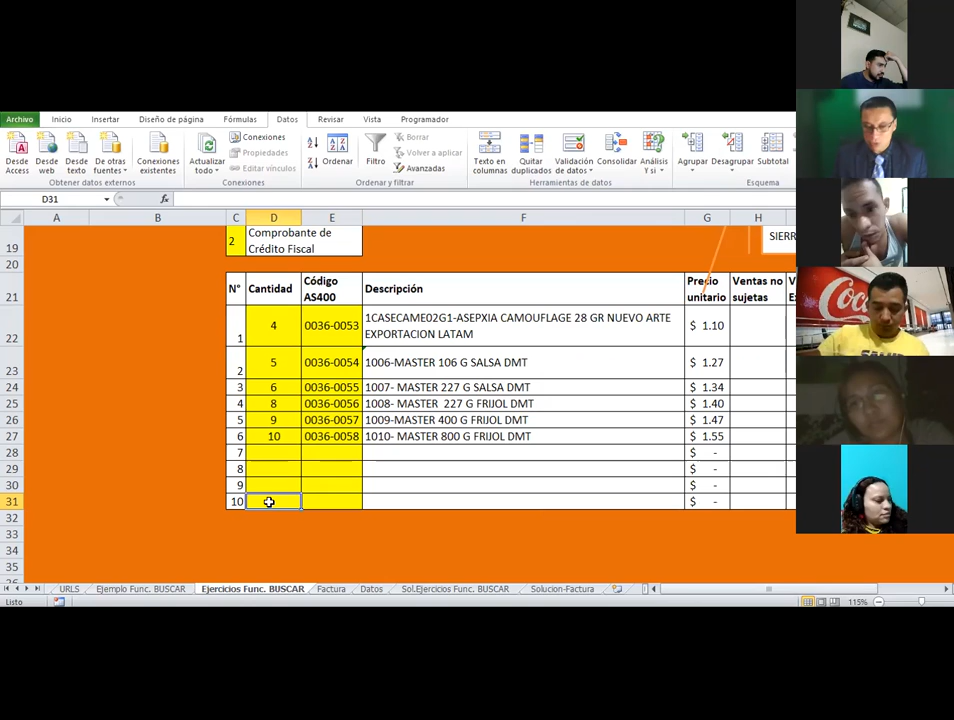 Archivo Inicio Insertar Diseño de página Fórmulas Datos Revisar Vista Programador
Desde Access
Desde web
Desde texto
De otras fuentes
Conexiones existentes
Obtener datos externos
Actualizar todo
Conexiones
Propiedades
Editar vínculos
Conexiones
Ordenar
Filtro
Borrar
Volver a aplicar
Avanzadas
Ordenar y filtrar
Texto en columnas
Quitar duplicados
Validación de datos
Consolidar
Análisis Y si
Herramientas de datos
Agrupar
Desagrupar
Subtotal
Esquema
D31 fx
A B C D E F G H
19 2 Comprobante de Crédito Fiscal SIERR
20
21 N° Cantidad Código AS400 Descripción Precio unitario Ventas no sujetas
22 1 4 0036-0053 1CASECAME02G1-ASEPXIA CAMOUFLAGE 28 GR NUEVO ARTE EXPORTACION LATAM $ 1.10
23 2 5 0036-0054 1006-MASTER 106 G SALSA DMT $ 1.27
24 3 6 0036-0055 1007- MASTER 227 G SALSA DMT $ 1.34
25 4 8 0036-0056 1008- MASTER 227 G FRIJOL DMT $ 1.40
26 5 9 0036-0057 1009-MASTER 400 G FRIJOL DMT $ 1.47
27 6 10 0036-0058 1010- MASTER 800 G FRIJOL DMT $ 1.55
28 7 $ -
29 8 $ -
30 9 $ -
31 10 $ -
32
33
34
35
URLS Ejemplo Func. BUSCAR Ejercicios Func. BUSCAR Factura Datos Sol.Ejercicios Func. BUSCAR Solucion-Factura
Listo 115%
Coca